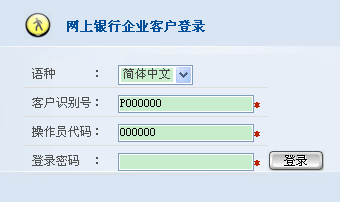 网上银行企业客户登录
语种 : 简体中文
客户识别号: P000000 *
操作员代码: 000000 *
登录密码 : * 登录